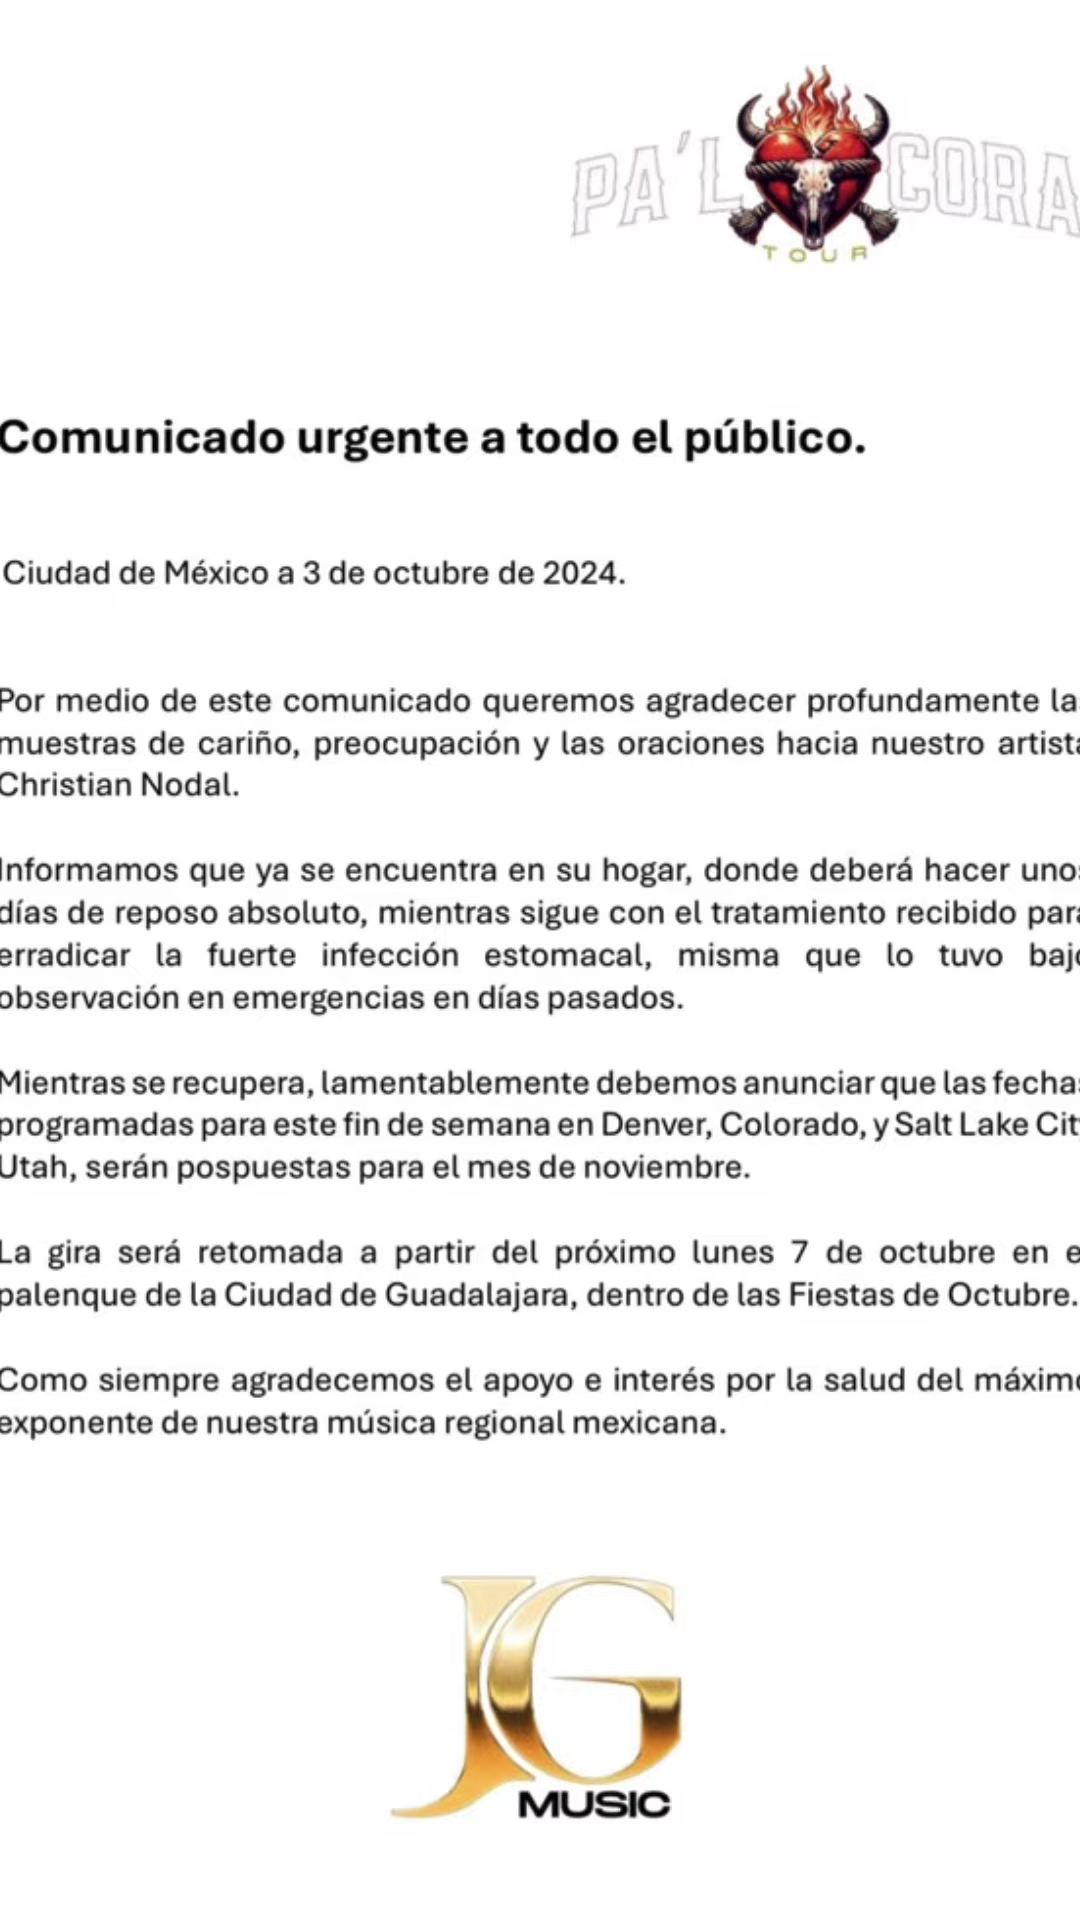 PA'L CORA
TOUR
Comunicado urgente a todo el público.
Ciudad de México a 3 de octubre de 2024.
Por medio de este comunicado queremos agradecer profundamente las
muestras de cariño, preocupación y las oraciones hacia nuestro artista
Christian Nodal.
Informamos que ya se encuentra en su hogar, donde deberá hacer unos
días de reposo absoluto, mientras sigue con el tratamiento recibido para
erradicar la fuerte infección estomacal, misma que lo tuvo bajo
observación en emergencias en días pasados.
Mientras se recupera, lamentablemente debemos anunciar que las fechas
programadas para este fin de semana en Denver, Colorado, y Salt Lake City
Utah, serán pospuestas para el mes de noviembre.
La gira será retomada a partir del próximo lunes 7 de octubre en el
palenque de la Ciudad de Guadalajara, dentro de las Fiestas de Octubre.
Como siempre agradecemos el apoyo e interés por la salud del máximo
exponente de nuestra música regional mexicana.
JG
MUSIC